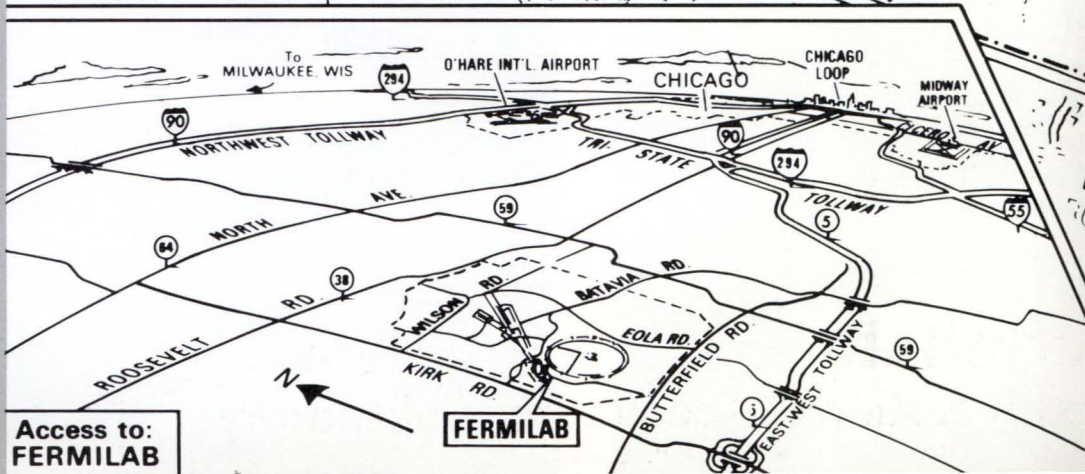 To
MILWAUKEE, WIS
294
O'HARE INT'L. AIRPORT
CHICAGO
CHICAGO
LOOP
MIDWAY
AIRPORT
90
NORTHWEST TOLLWAY
TRI-STATE
90
294
TOLLWAY
55
NORTH AVE.
59
5
64
38
ROOSEVELT RD.
WILSON RD.
BATAVIA RD.
EOLA RD.
KIRK RD.
BUTTERFIELD RD.
59
EAST-WEST TOLLWAY
N
FERMILAB
Access to:
FERMILAB